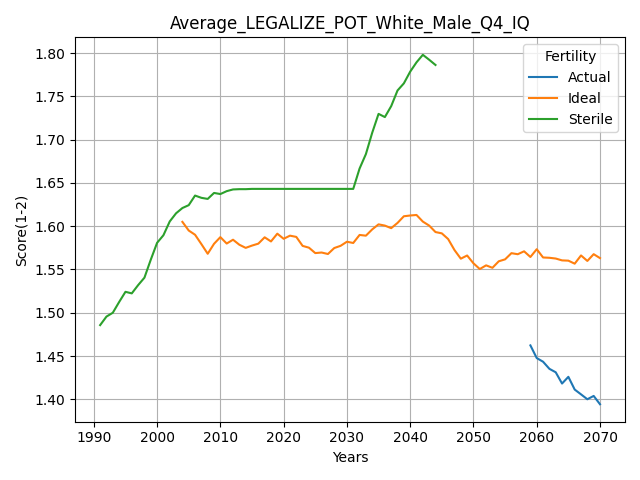 Average_LEGALIZE_POT_White_Male_Q4_IQ
Fertility
Actual
Ideal
Sterile
Score(1-2)
1.80
1.75
1.70
1.65
1.60
1.55
1.50
1.45
1.40
1990 2000 2010 2020 2030 2040 2050 2060 2070
Years